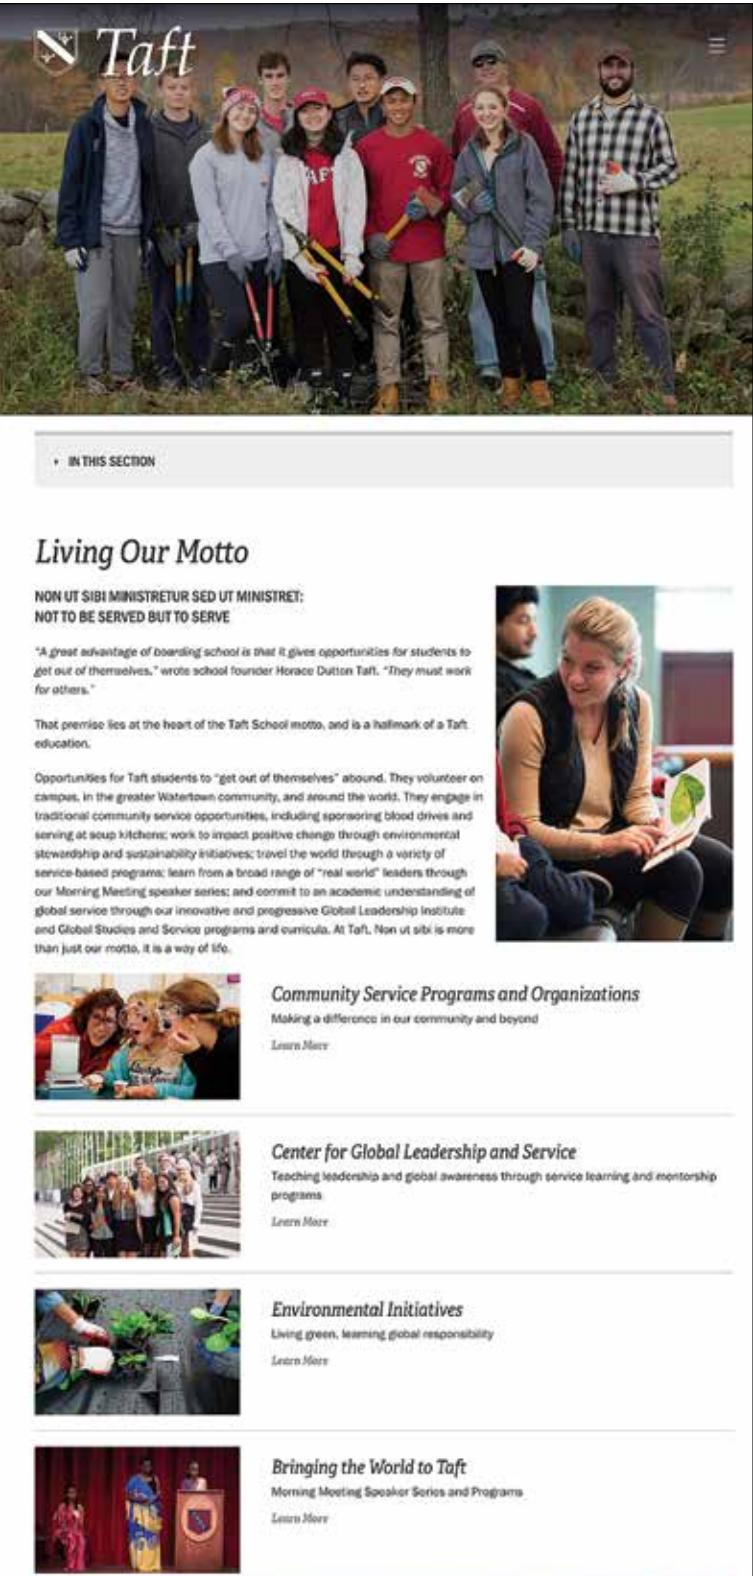 Taft
TAFT
IN THIS SECTION
Living Our Motto
NON UT SIBI MINISTRETUR SED UT MINISTRET:
NOT TO BE SERVED BUT TO SERVE
"A great advantage of boarding school is that it gives opportunities for students to
get out of themselves," wrote school founder Horace Dutton Taft. "They must work
for others."
That premise lies at the heart of the Taft School motto, and is a hallmark of a Taft
education.
Opportunities for Taft students to "get out of themselves" abound. They volunteer on
campus, in the greater Watertown community, and around the world. They engage in
traditional community service opportunities, including sponsoring blood drives and
serving at soup kitchens; work to impact positive change through environmental
stewardship and sustainability initiatives; travel the world through a variety of
service-based programs; learn from a broad range of "real world" leaders through
our Morning Meeting speaker series; and commit to an academic understanding of
global service through our innovative and progressive Global Leadership Institute
and Global Studies and Service programs and curricula. At Taft, Non ut sibi is more
than just our motto, it is a way of life.
Community Service Programs and Organizations
Making a difference in our community and beyond
Learn More
Center for Global Leadership and Service
Teaching leadership and global awareness through service learning and mentorship
programs
Learn More
Environmental Initiatives
Living green, learning global responsibility
Learn More
Bringing the World to Taft
Morning Meeting Speaker Series and Programs
Learn More